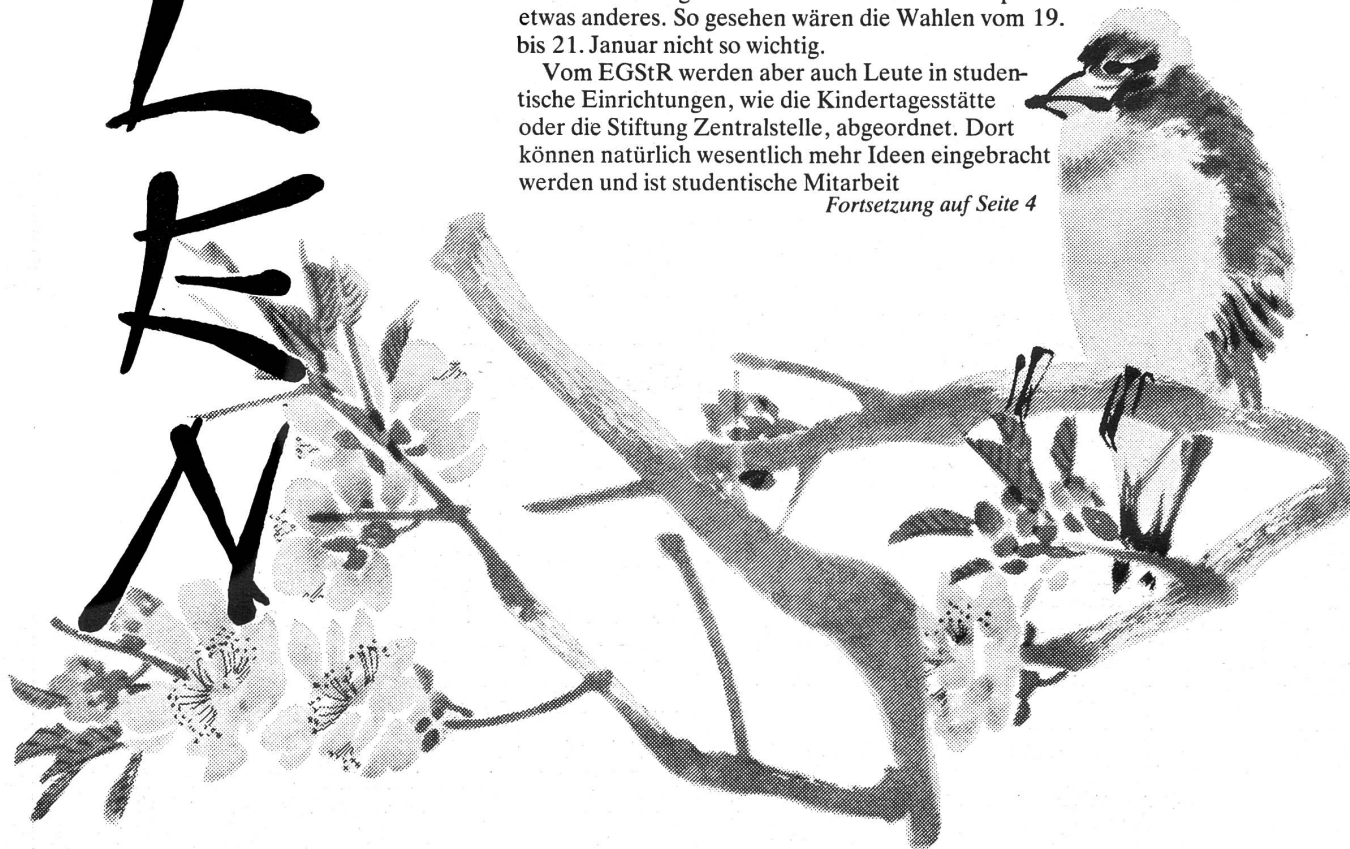 L
E
N
etwas anderes. So gesehen wären die Wahlen vom 19.
bis 21. Januar nicht so wichtig.
Vom EGStR werden aber auch Leute in studen-
tische Einrichtungen, wie die Kindertagesstätte
oder die Stiftung Zentralstelle, abgeordnet. Dort
können natürlich wesentlich mehr Ideen eingebracht
werden und ist studentische Mitarbeit
Fortsetzung auf Seite 4